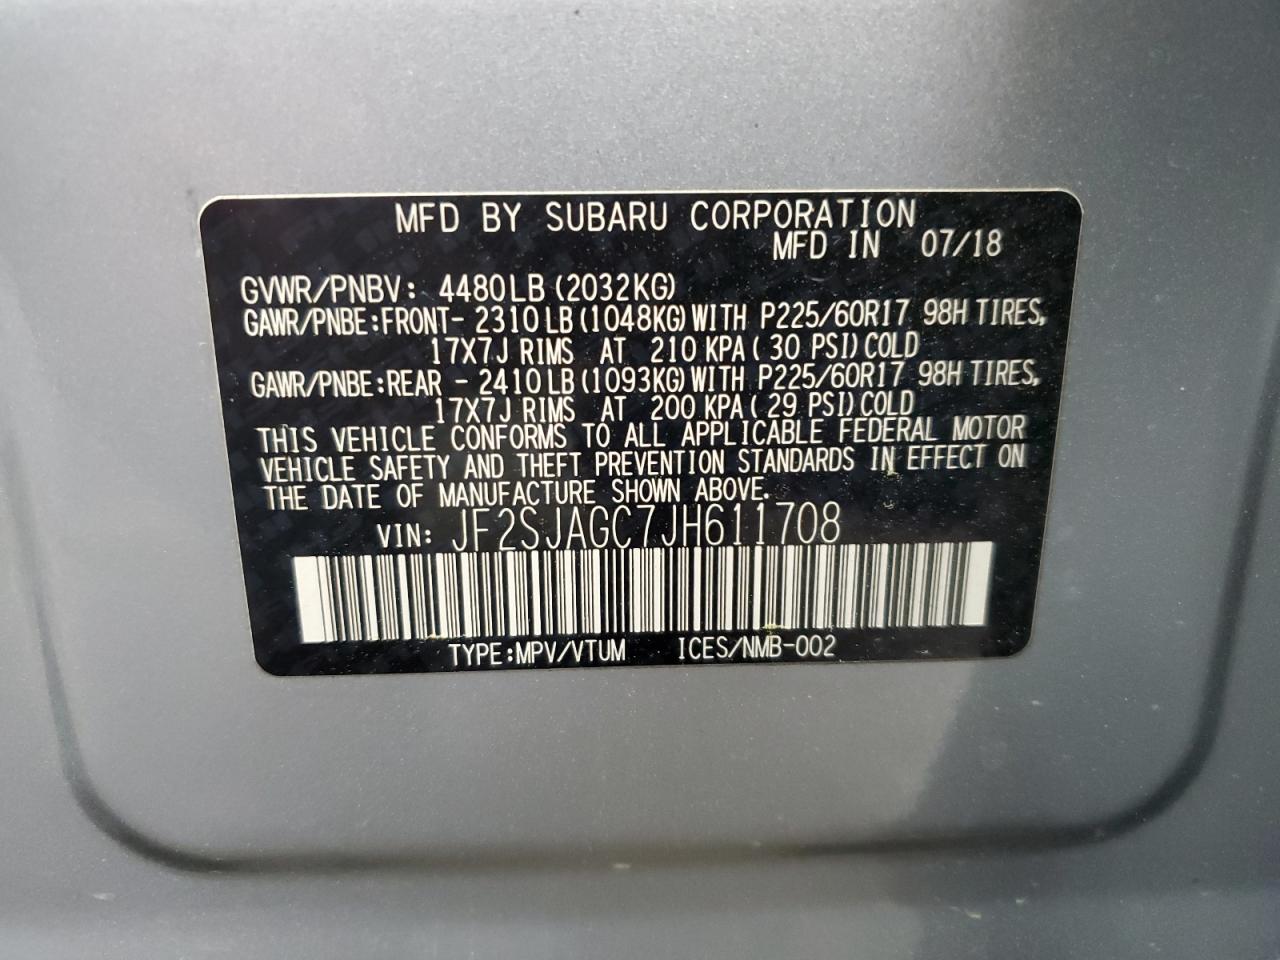 MFD BY SUBARU CORPORATION
MFD IN 07/18
GVWR/PNBV: 4480LB (2032KG)
GAWR/PNBE:FRONT- 2310 LB (1048KG) WITH P225/60R17 98H TIRES,
17X7J RIMS AT 210 KPA ( 30 PSI) COLD
GAWR/PNBE:REAR - 2410 LB (1093KG) WITH P225/60R17 98H TIRES,
17X7J RIMS AT 200 KPA ( 29 PSI) COLD
THIS VEHICLE CONFORMS TO ALL APPLICABLE FEDERAL MOTOR
VEHICLE SAFETY AND THEFT PREVENTION STANDARDS IN EFFECT ON
THE DATE OF MANUFACTURE SHOWN ABOVE.
VIN: JF2SJAGC7JH611708
TYPE:MPV/VTUM ICES/NMB-002